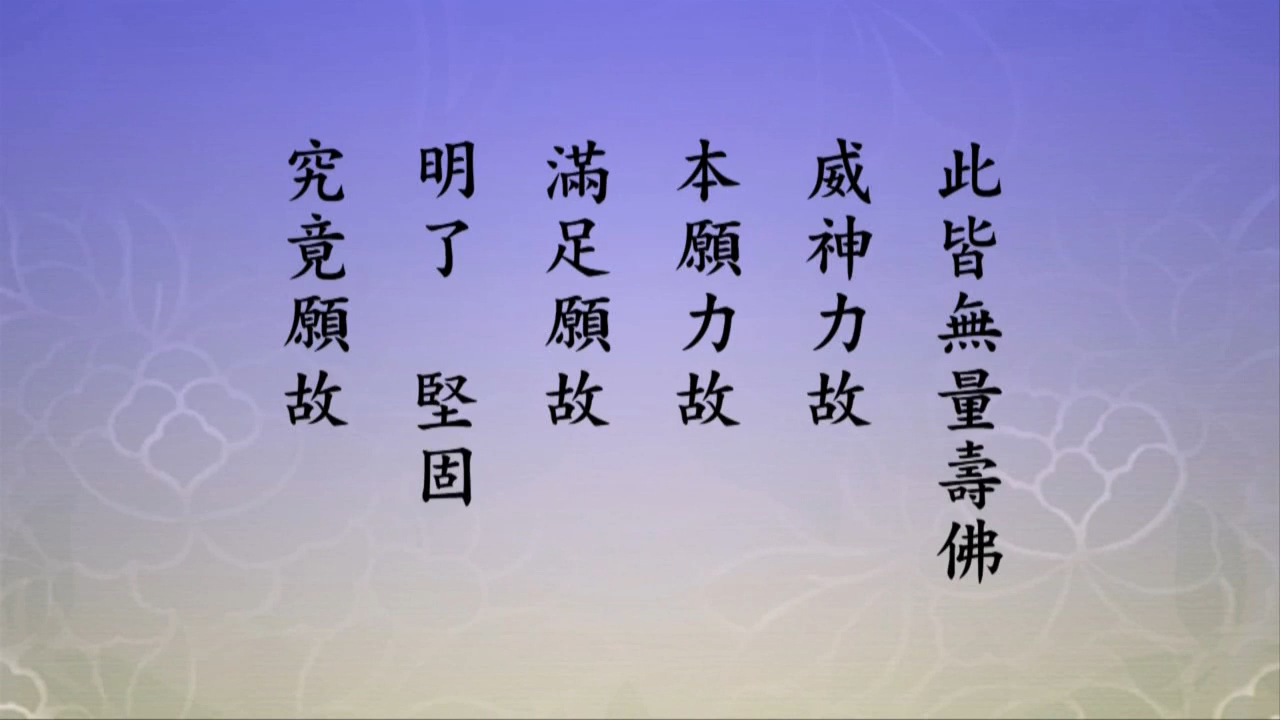 此皆無量壽佛
威神力故
本願力故
滿足願故
明了　堅固
究竟願故